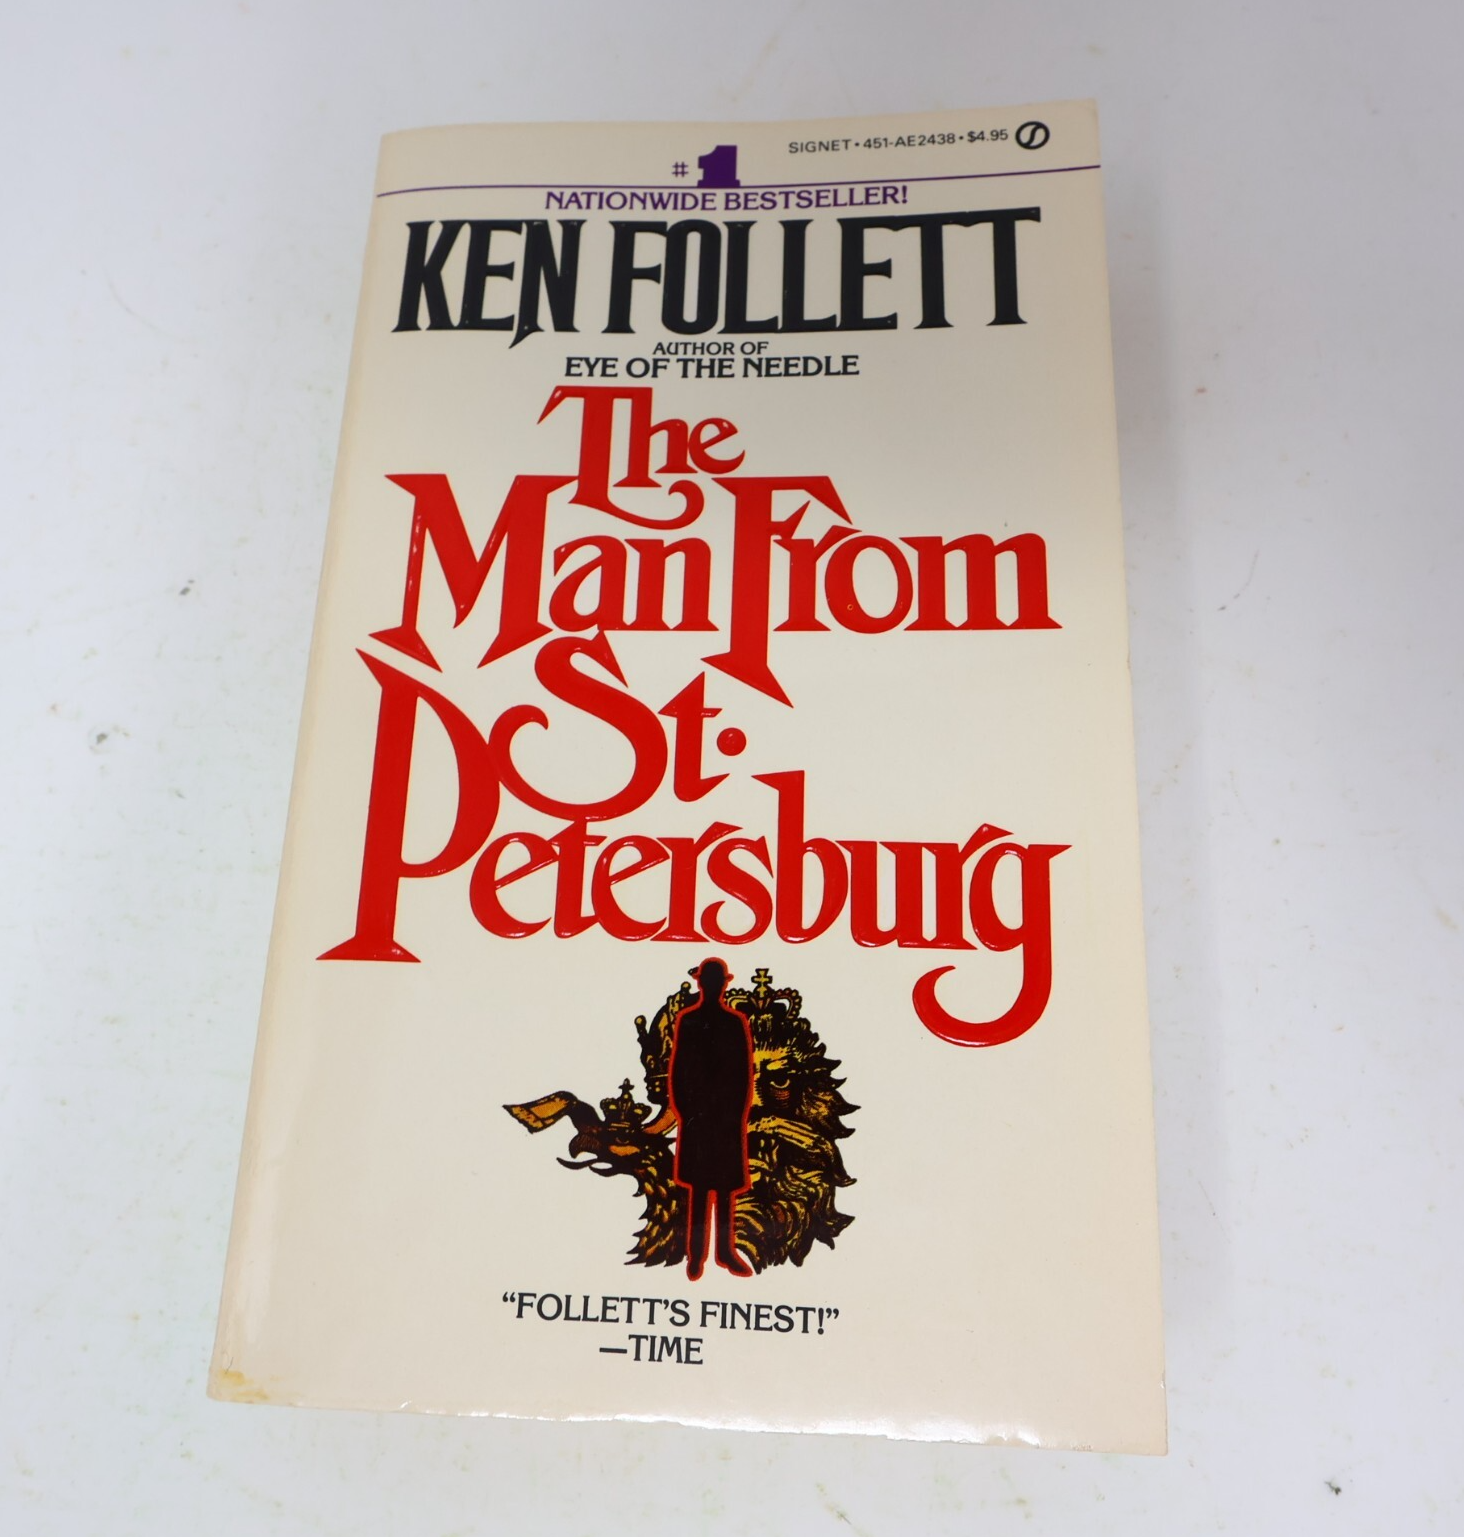 SIGNET • 451-AE2438 • $4.95
#1
NATIONWIDE BESTSELLER!
KEN FOLLETT
AUTHOR OF
EYE OF THE NEEDLE
The
Man From
St.
Petersburg
“FOLLETT'S FINEST!”
—TIME